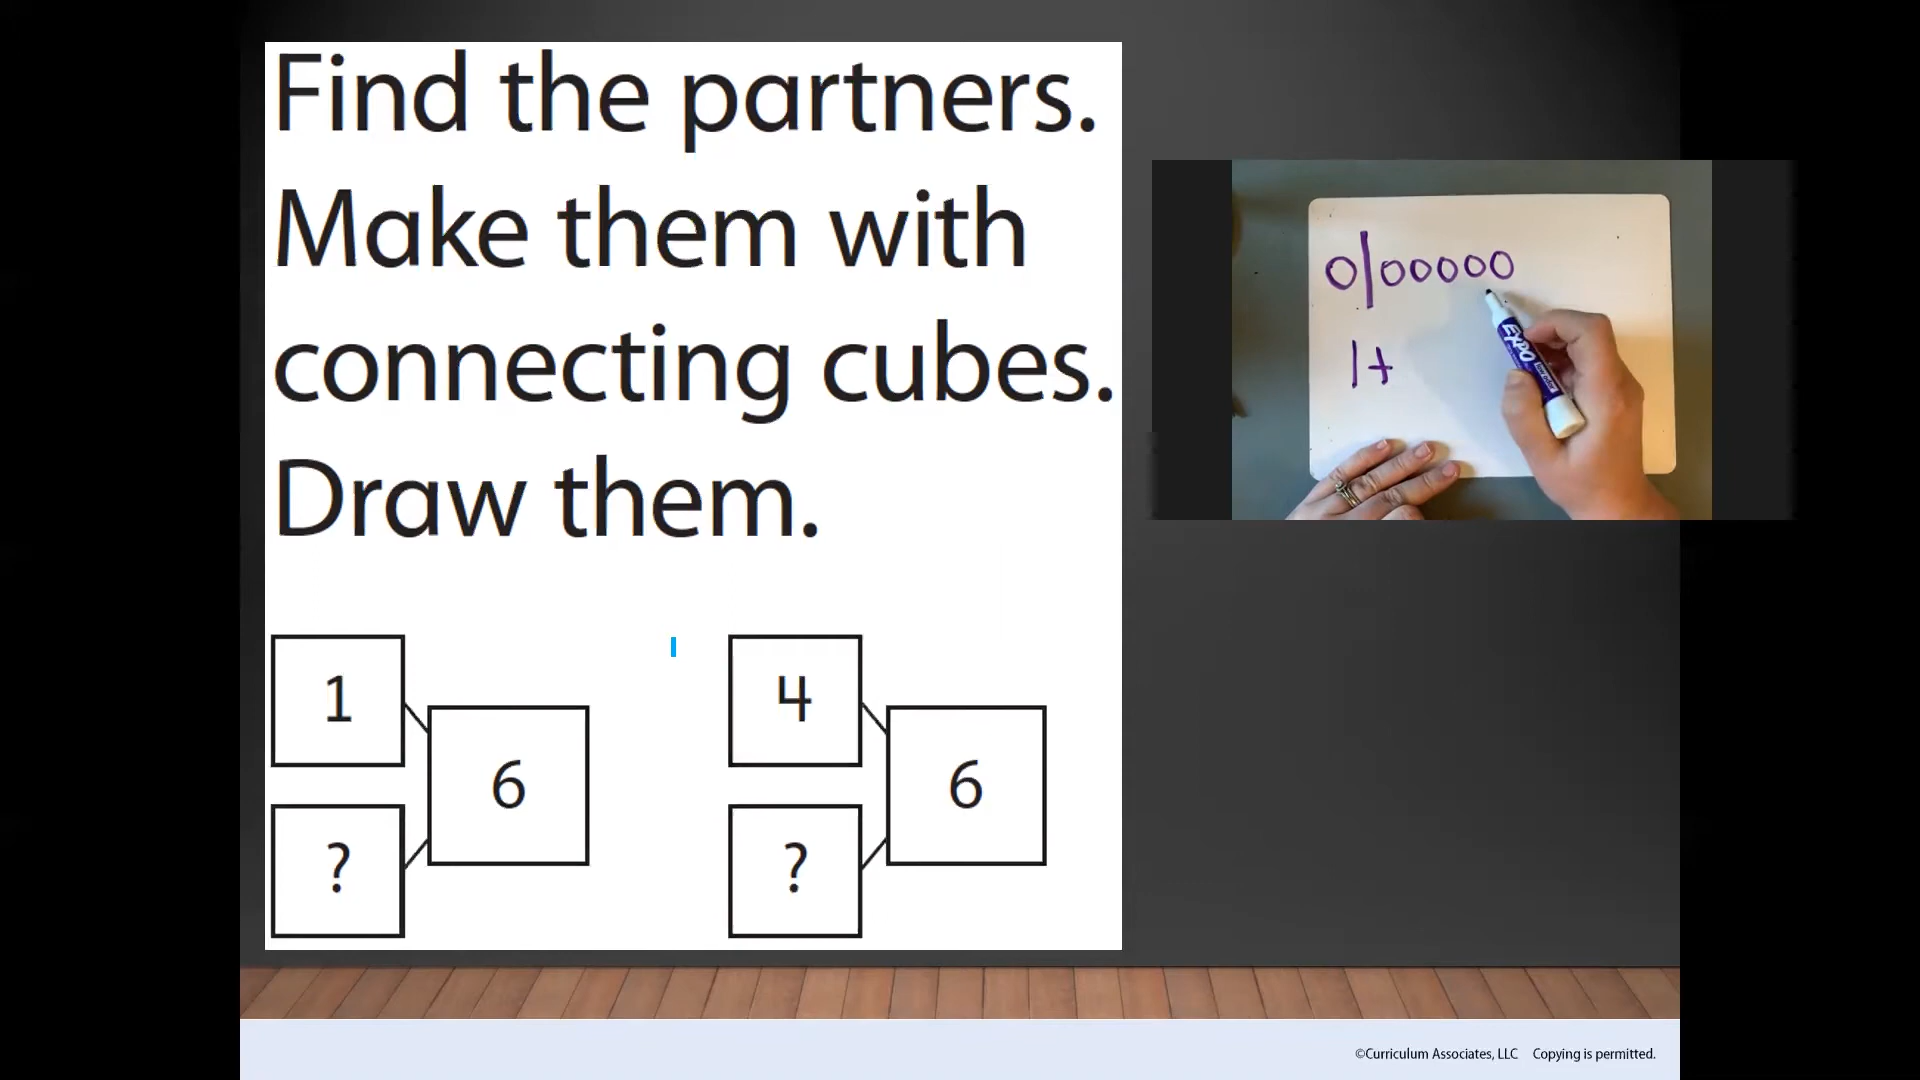 Find the partners.
Make them with
connecting cubes.
Draw them.
1
6
?
4
6
?
0|00000
1+
EXPO
©Curriculum Associates, LLC Copying is permitted.